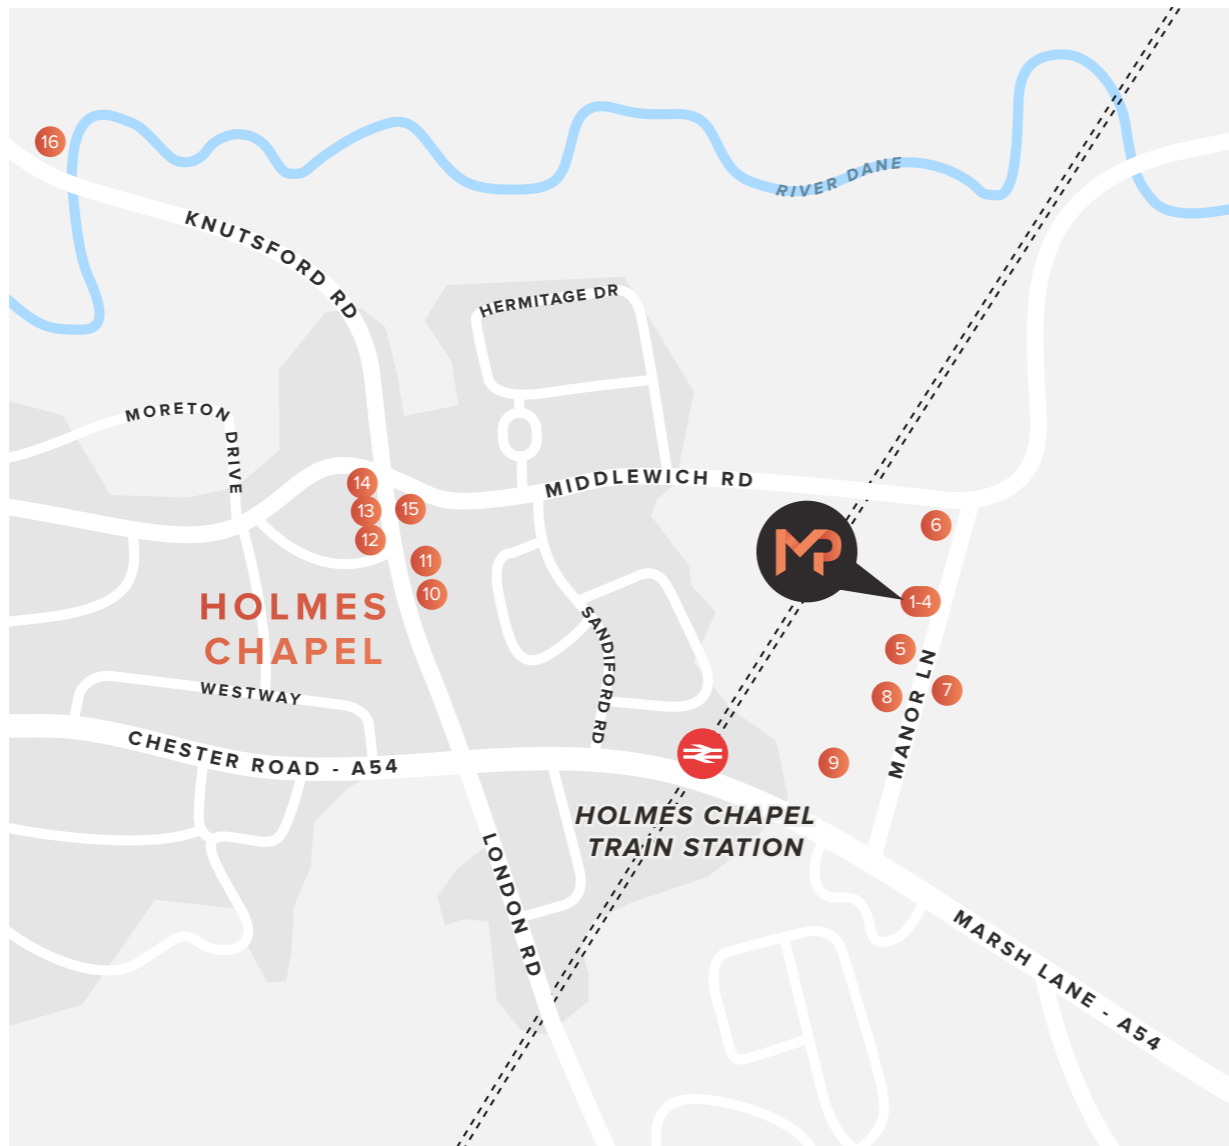 16
RIVER DANE
KNUTSFORD RD
HERMITAGE DR
MORETON
DRIVE
MIDDLEWICH RD
14
13
15
12
11
10
6
MP
1-4
5
7
8
9
HOLMES
CHAPEL
SANDIFORD RD
MANOR LN
WESTWAY
CHESTER ROAD - A54
HOLMES CHAPEL
TRAIN STATION
LONDON RD
MARSH LANE - A54